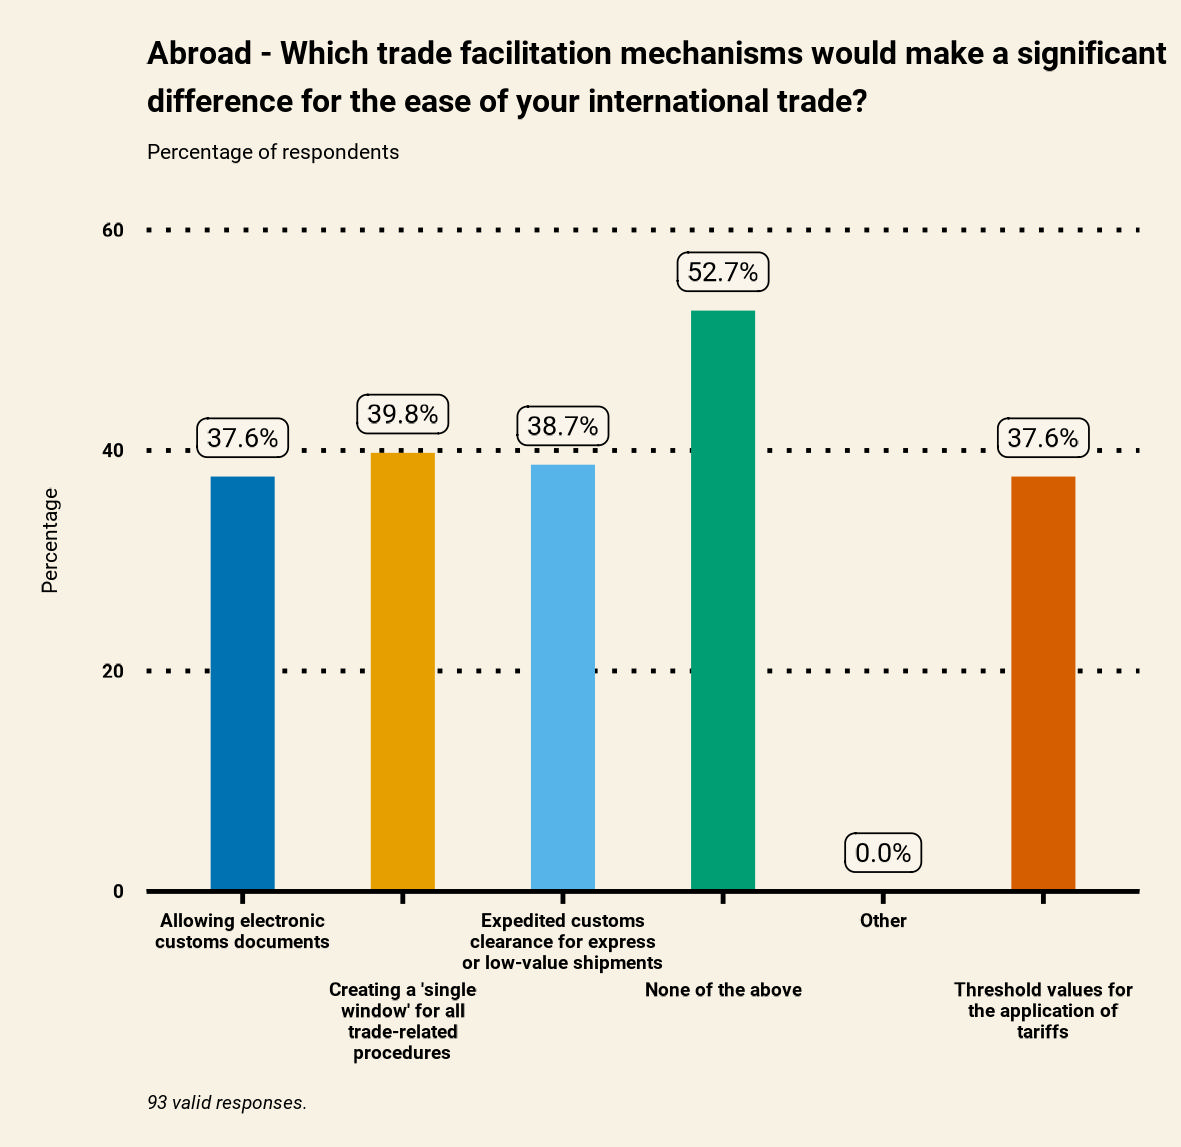 Abroad - Which trade facilitation mechanisms would make a significant
difference for the ease of your international trade?
Percentage of respondents
60
52.7%
39.8%
38.7%
37.6%
37.6%
40
Percentage
20
0.0%
0
Allowing electronic
customs documents
Creating a 'single
window' for all
trade-related
procedures
Expedited customs
clearance for express
or low-value shipments
None of the above
Other
Threshold values for
the application of
tariffs
93 valid responses.